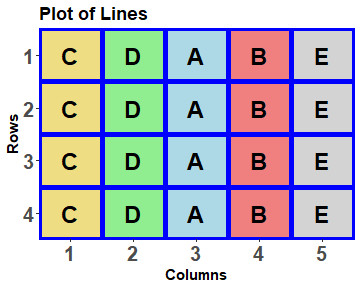 Plot of Lines
Rows
1 C D A B E
2 C D A B E
3 C D A B E
4 C D A B E
1 2 3 4 5
Columns